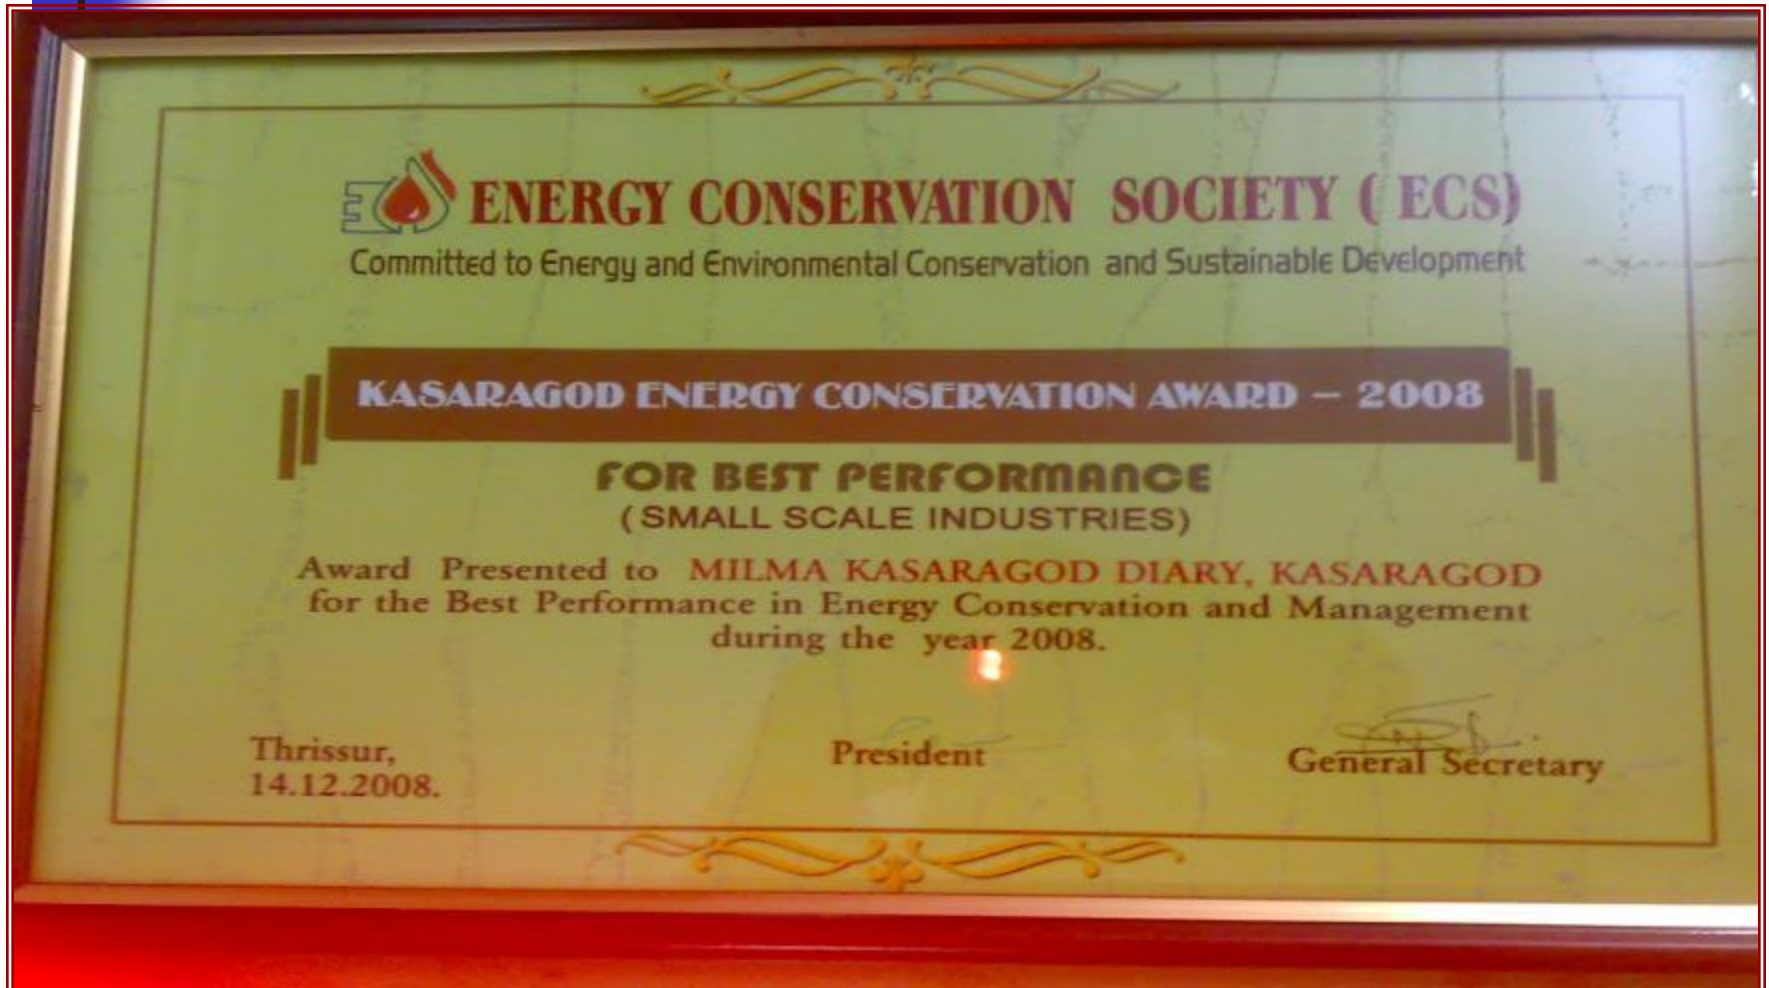 ENERGY CONSERVATION SOCIETY ( ECS)
Committed to Energy and Environmental Conservation and Sustainable Development
KASARAGOD ENERGY CONSERVATION AWARD – 2008
FOR BEST PERFORMANCE
(SMALL SCALE INDUSTRIES)
Award Presented to MILMA KASARAGOD DIARY, KASARAGOD
for the Best Performance in Energy Conservation and Management
during the year 2008.
Thrissur,
14.12.2008.
President
General Secretary